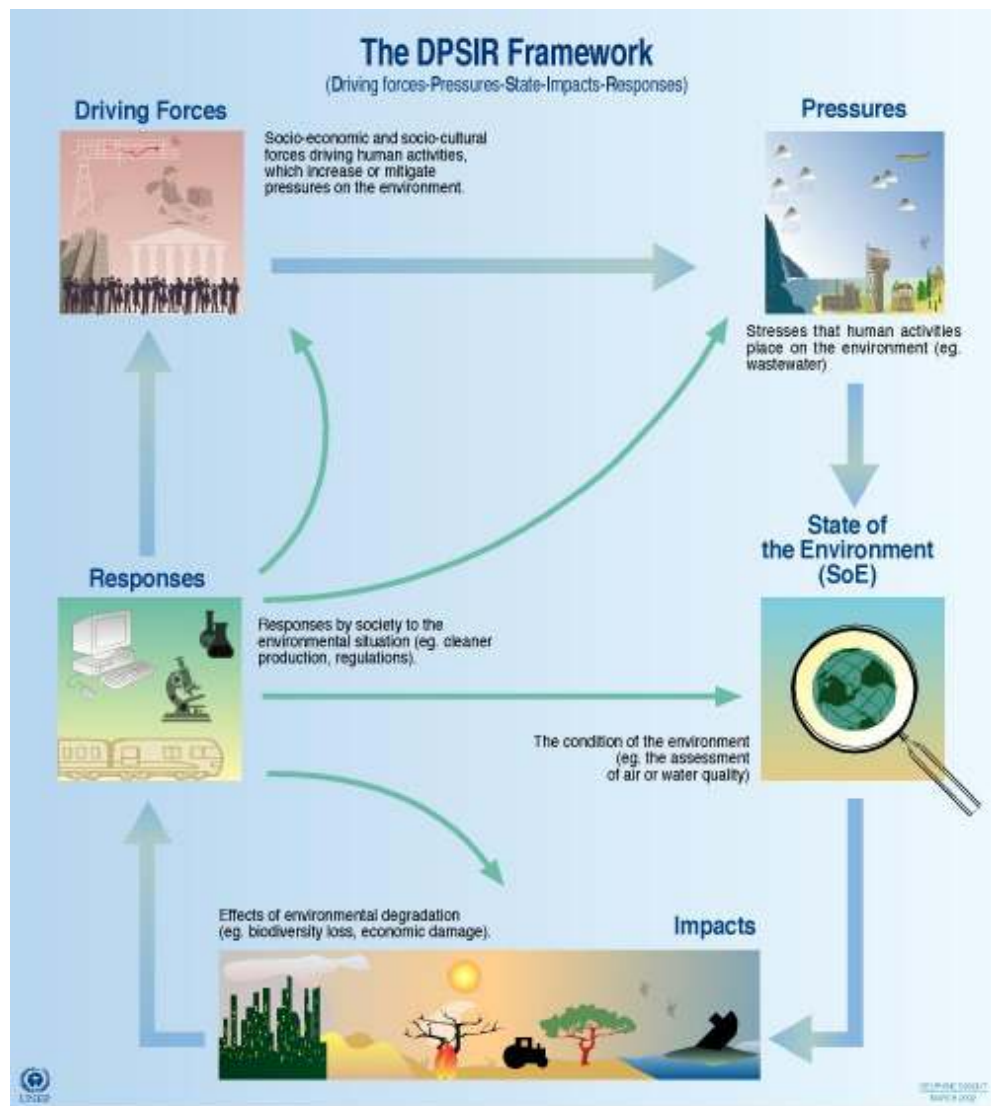 The DPSIR Framework
(Driving forces-Pressures-State-Impacts-Responses)
Driving Forces
Socio-economic and socio-cultural
forces driving human activities,
which increase or mitigate
pressures on the environment.
Pressures
Stresses that human activities
place on the environment (eg.
wastewater)
State of
the Environment
(SoE)
Responses
Responses by society to the
environmental situation (eg. cleaner
production, regulations).
The condition of the environment
(eg. the assessment
of air or water quality)
Effects of environmental degradation
(eg. biodiversity loss, economic damage).
Impacts
UNEP
MARCH 2002